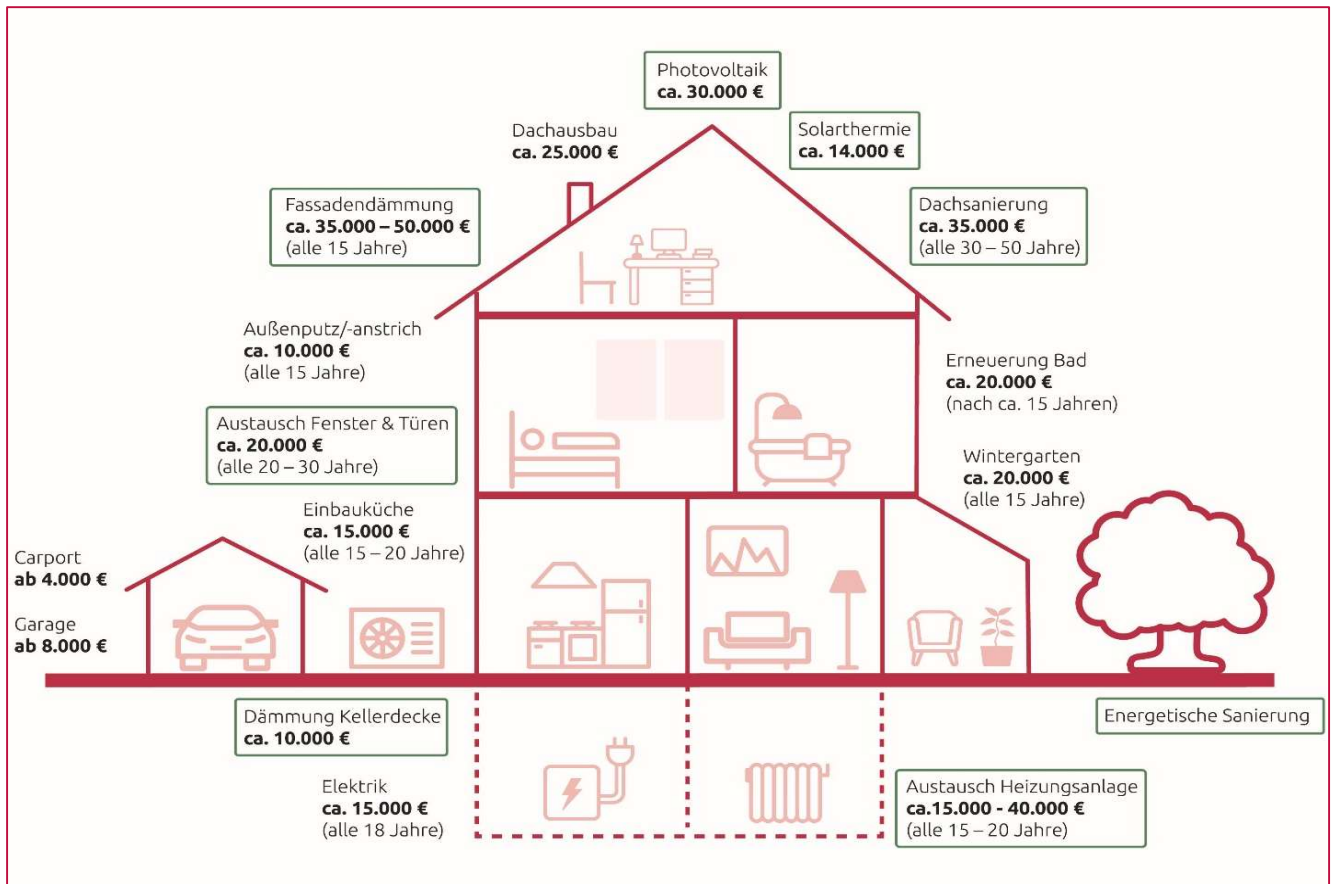 Photovoltaik
ca. 30.000 €
Dachausbau
ca. 25.000 €
Solarthermie
ca. 14.000 €
Fassadendämmung
ca. 35.000 – 50.000 €
(alle 15 Jahre)
Dachsanierung
ca. 35.000 €
(alle 30 – 50 Jahre)
Außenputz/-anstrich
ca. 10.000 €
(alle 15 Jahre)
Erneuerung Bad
ca. 20.000 €
(nach ca. 15 Jahren)
Austausch Fenster & Türen
ca. 20.000 €
(alle 20 – 30 Jahre)
Wintergarten
ca. 20.000 €
(alle 15 Jahre)
Einbauküche
ca. 15.000 €
(alle 15 – 20 Jahre)
Carport
ab 4.000 €
Garage
ab 8.000 €
Dämmung Kellerdecke
ca. 10.000 €
Energetische Sanierung
Elektrik
ca. 15.000 €
(alle 18 Jahre)
Austausch Heizungsanlage
ca.15.000 - 40.000 €
(alle 15 – 20 Jahre)